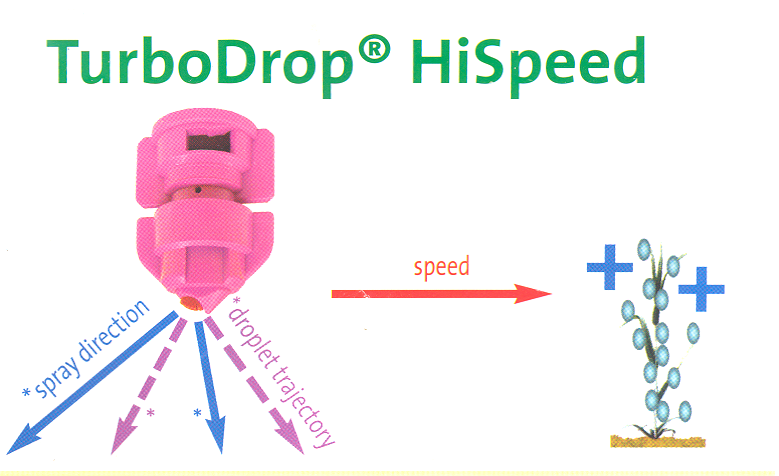 TurboDrop® HiSpeed
speed
* spray direction
* droplet trajectory
*
*